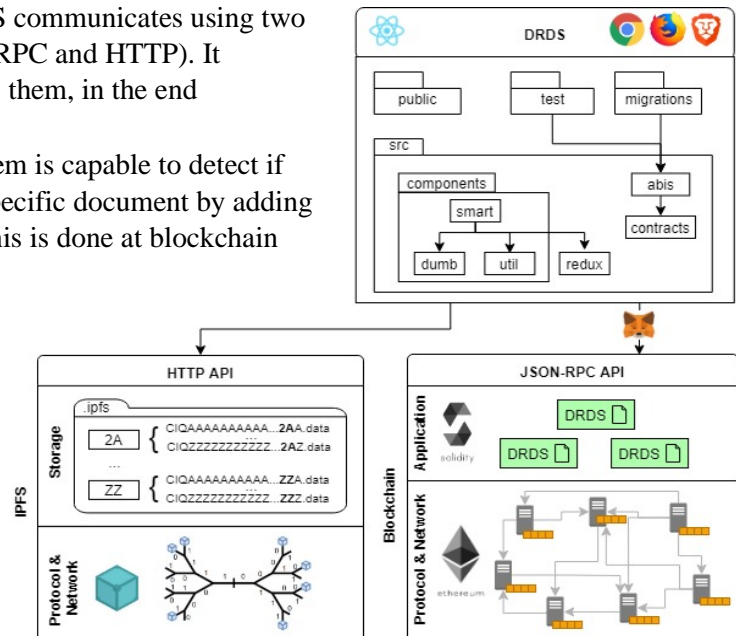 S communicates using two
RPC and HTTP). It
them, in the end
em is capable to detect if
pecific document by adding
his is done at blockchain
DRDS
public
test
migrations
src
components
smart
dumb
util
redux
abis
contracts
HTTP API
IPFS
Storage
.ipfs
2A
{
CIQAAAAAAAAAA...2AA.data
...
CIQZZZZZZZZZZZ...2AZ.data
...
ZZ
{
CIQAAAAAAAAAA...ZZA.data
...
CIQZZZZZZZZZZZ...ZZZ.data
Protocol & Network
JSON-RPC API
Blockchain
Application
solidity
DRDS
DRDS
DRDS
Protocol & Network
ethereum